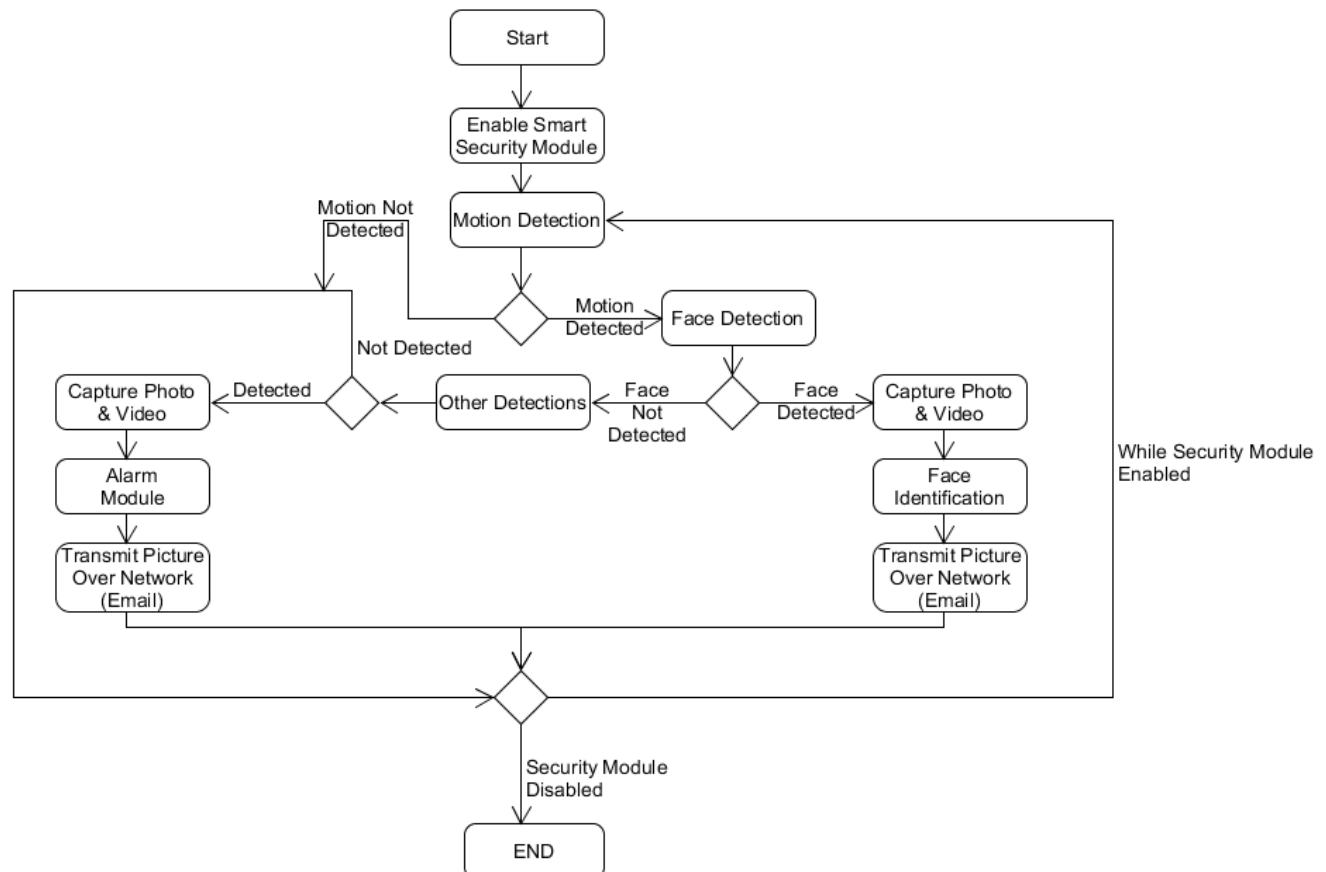 Start
Enable Smart
Security Module
Motion Detection
Motion Not
Detected
Motion
Detected
Face Detection
Not Detected
Capture Photo
& Video
Detected
Other Detections
Face
Not
Detected
Face
Detected
Capture Photo
& Video
While Security Module
Enabled
Alarm
Module
Face
Identification
Transmit Picture
Over Network
(Email)
Transmit Picture
Over Network
(Email)
Security Module
Disabled
END